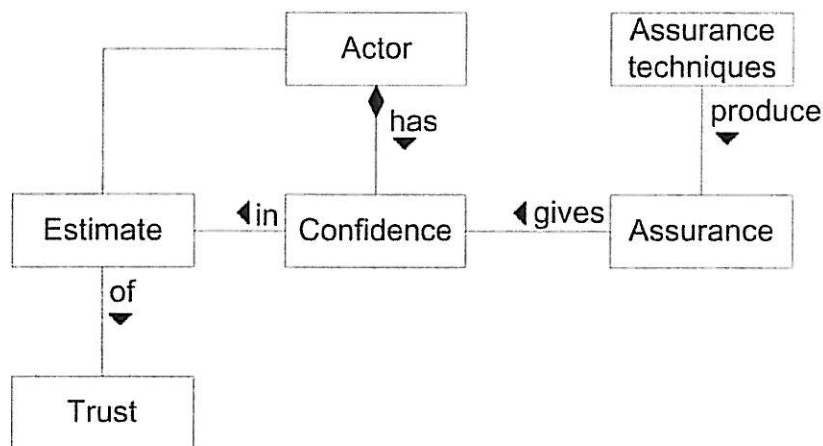 Actor
Assurance
techniques
has
produce
Estimate
in
Confidence
gives
Assurance
of
Trust